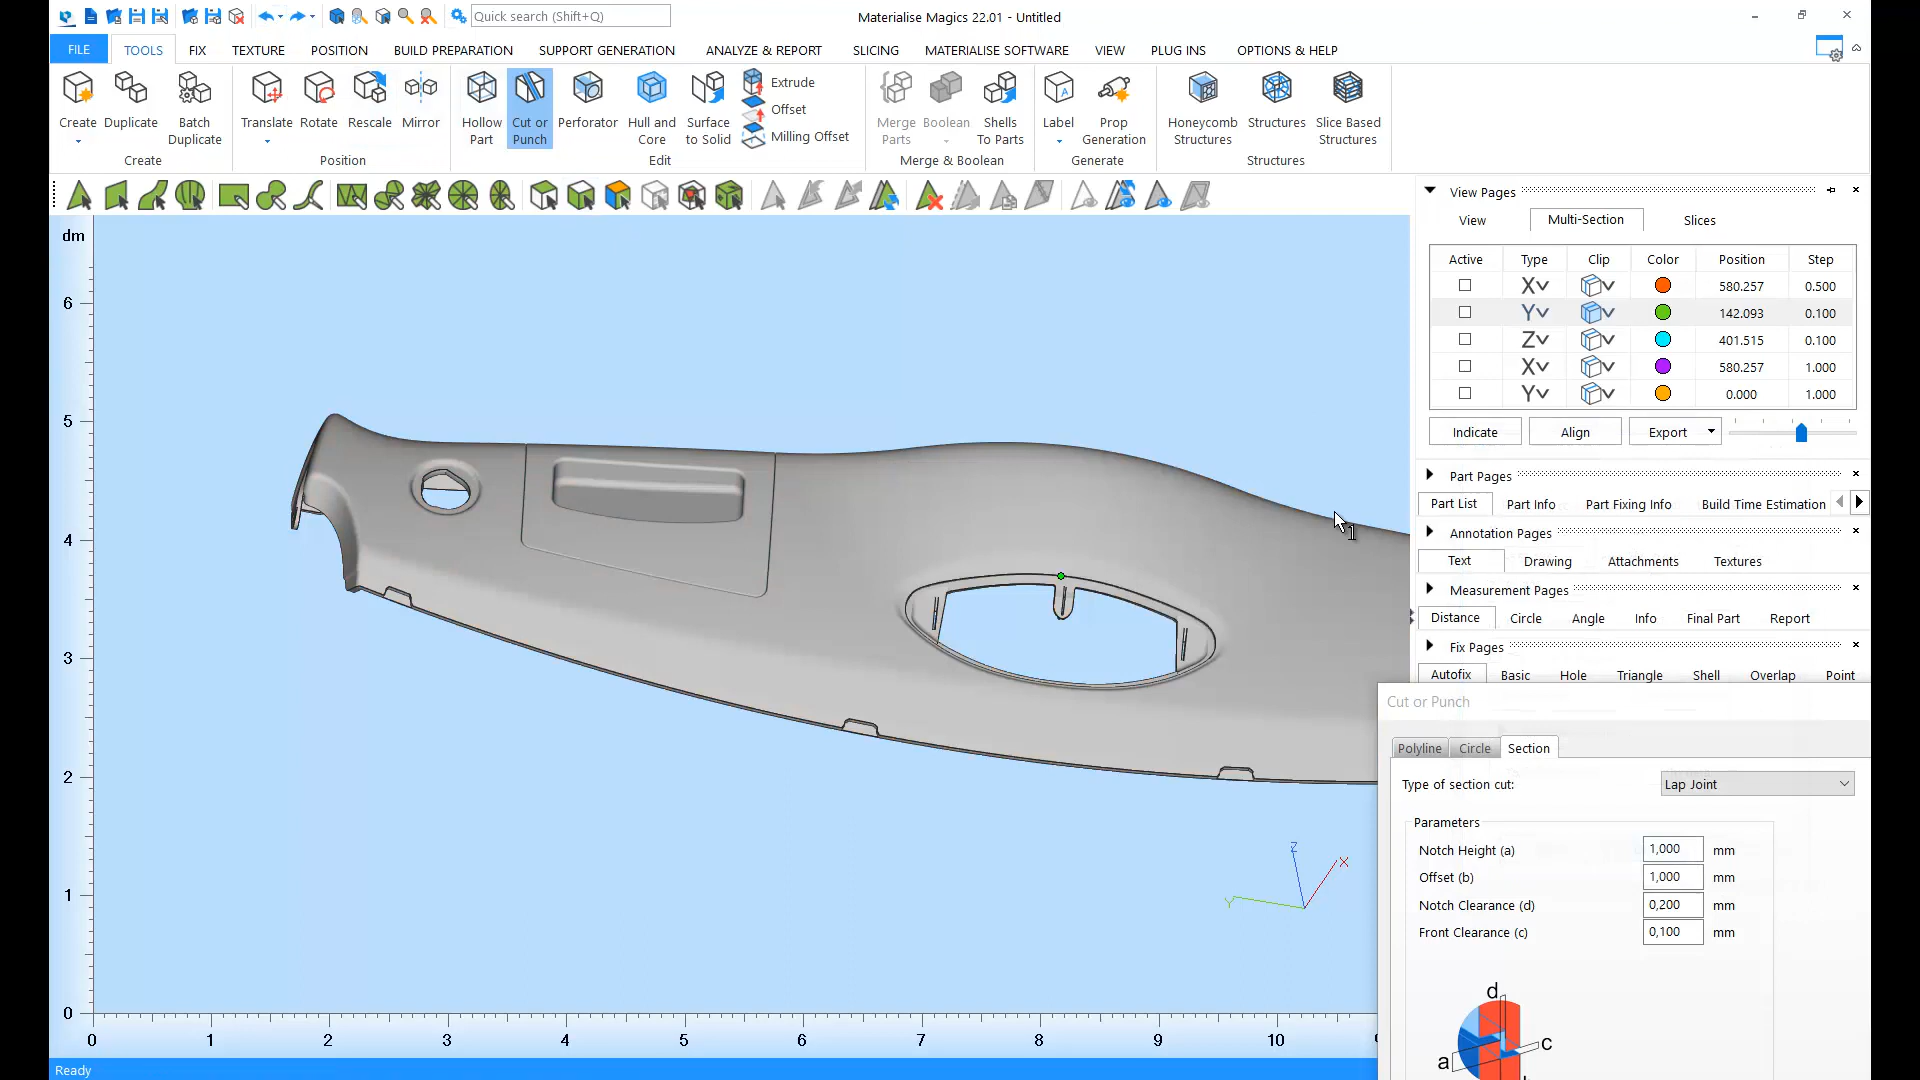 Quick search (Shift+Q)
Materialise Magics 22.01 - Untitled
FILE TOOLS FIX TEXTURE POSITION BUILD PREPARATION SUPPORT GENERATION ANALYZE & REPORT SLICING MATERIALISE SOFTWARE VIEW PLUG INS OPTIONS & HELP
Create Duplicate Batch Duplicate
Create
Translate Rotate Rescale Mirror
Position
Hollow Part Cut or Punch Perforator Hull and Core Surface to Solid
Extrude
Offset
Milling Offset
Edit
Merge Parts Boolean Shells To Parts
Merge & Boolean
Label Prop Generation
Generate
Honeycomb Structures Structures Slice Based Structures
Structures
View Pages
View Multi-Section Slices
Active Type Clip Color Position Step
X 580.257 0.500
Y 142.093 0.100
Z 401.515 0.100
X 580.257 1.000
Y 0.000 1.000
Indicate Align Export
Part Pages
Part List Part Info Part Fixing Info Build Time Estimation
Annotation Pages
Text Drawing Attachments Textures
Measurement Pages
Distance Circle Angle Info Final Part Report
Fix Pages
Autofix Basic Hole Triangle Shell Overlap Point
Cut or Punch
Polyline Circle Section
Type of section cut: Lap Joint
Parameters
Notch Height (a) 1,000 mm
Offset (b) 1,000 mm
Notch Clearance (d) 0,200 mm
Front Clearance (c) 0,100 mm
d
c
a
dm
6
5
4
3
2
1
0
0 1 2 3 4 5 6 7 8 9 10
1
Z
X
Y
Ready